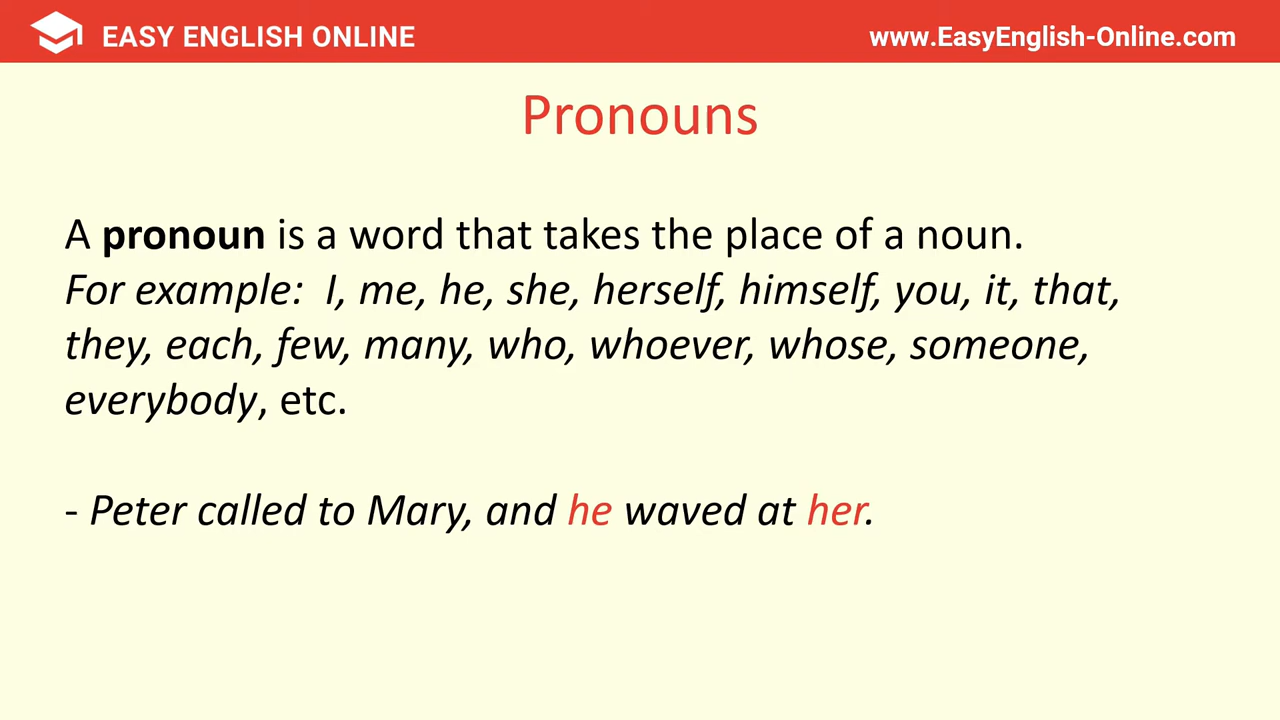 EASY ENGLISH ONLINE
www.EasyEnglish-Online.com
Pronouns
A pronoun is a word that takes the place of a noun.
For example: I, me, he, she, herself, himself, you, it, that,
they, each, few, many, who, whoever, whose, someone,
everybody, etc.
- Peter called to Mary, and he waved at her.